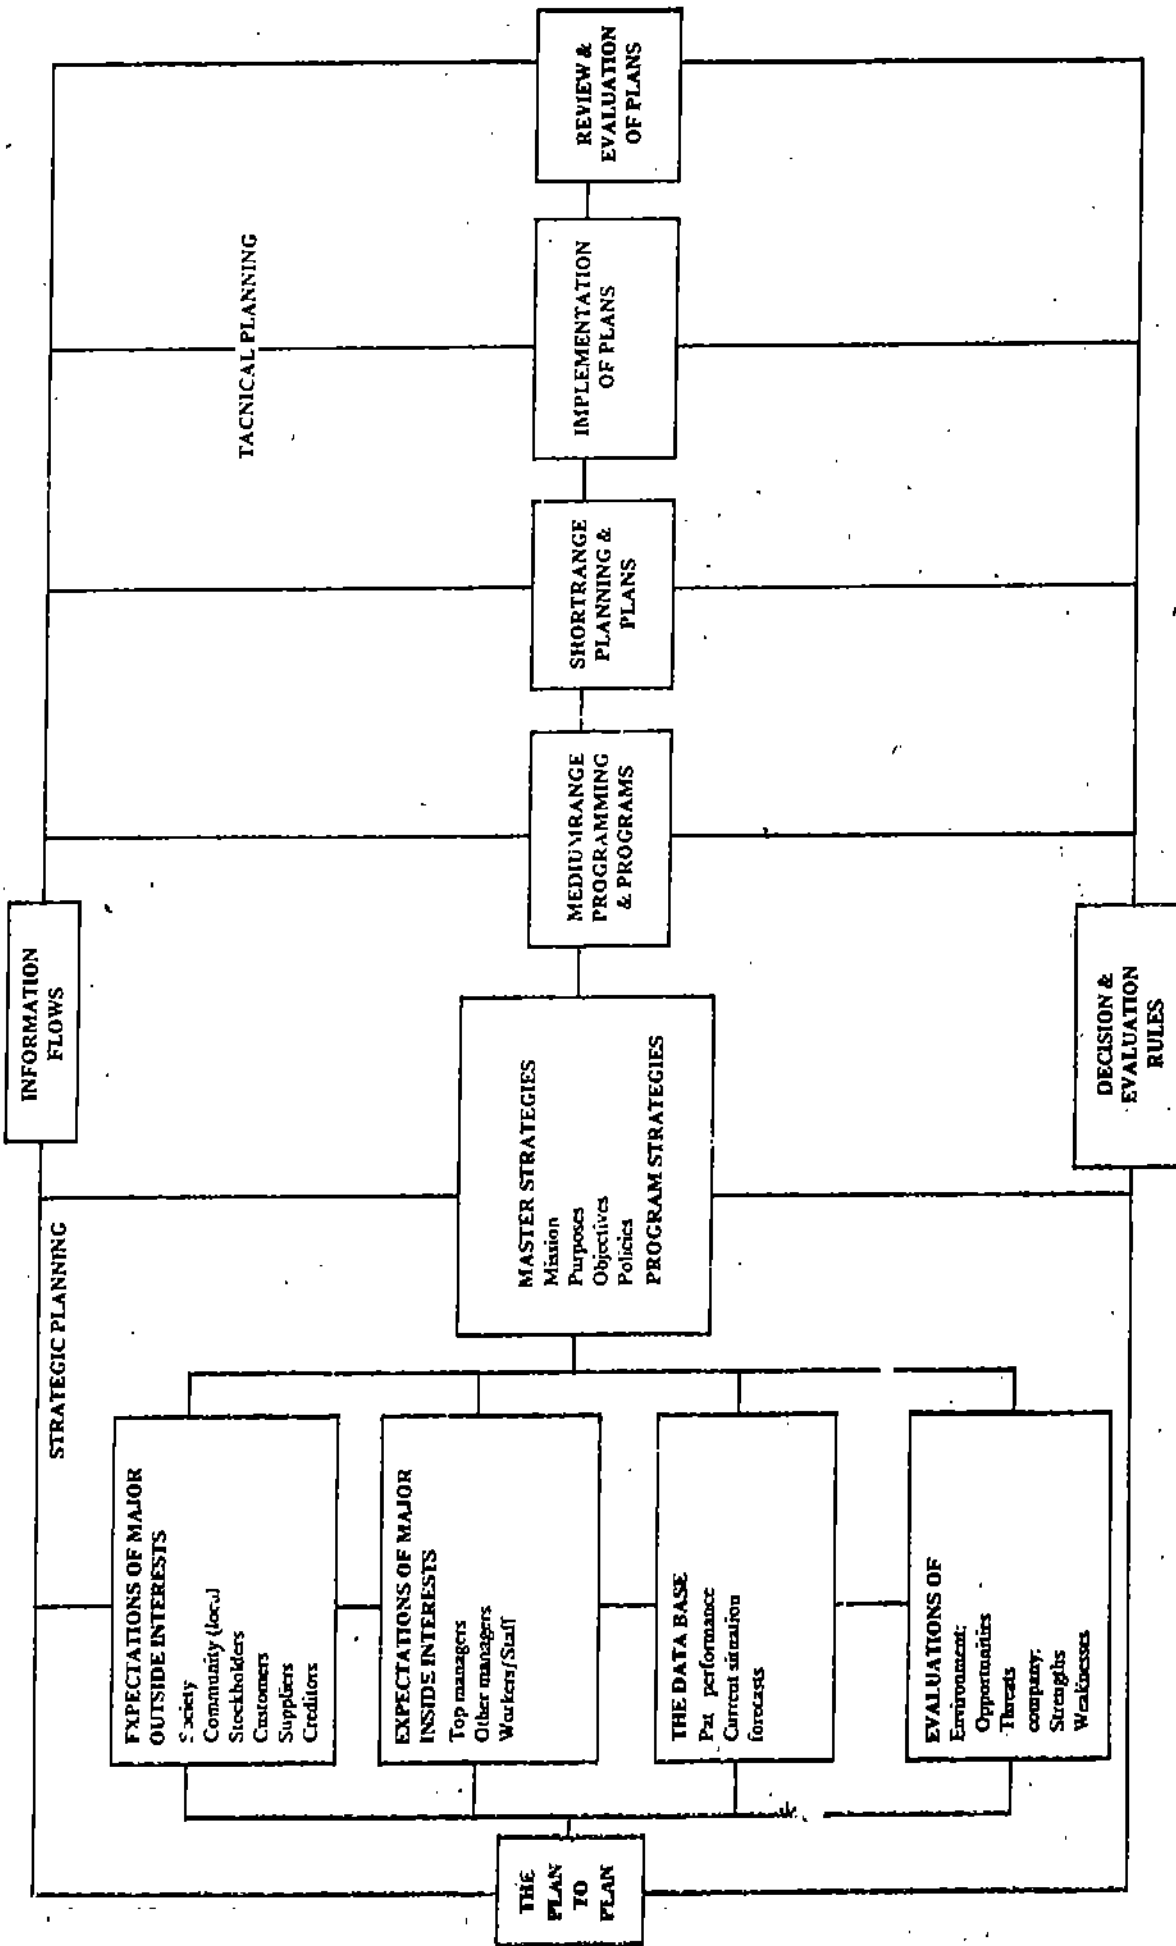 INFORMATION
FLOWS
STRATEGIC PLANNING
TACNICAL PLANNING
THE
PLAN
TO
PLAN
EXPECTATIONS OF MAJOR
OUTSIDE INTERESTS
Society
Community (local
Stockholders
Customers
Suppliers
Creditors
EXPECTATIONS OF MAJOR
INSIDE INTERESTS
Top managers
Other managers
Workers/Staff
THE DATA BASE
Pat performance
Current situation
forecasts
EVALUATIONS OF
Environment;
Opportunities
Threats
company;
Strengths
Weaknesses
MASTER STRATEGIES
Mission
Purposes
Objectives
Policies
PROGRAM STRATEGIES
MEDIUMRANGE
PROGRAMMING
& PROGRAMS
SHORTRANGE
PLANNING &
PLANS
IMPLEMENTATION
OF PLANS
REVIEW &
EVALUATION
OF PLANS
DECISION &
EVALUATION
RULES